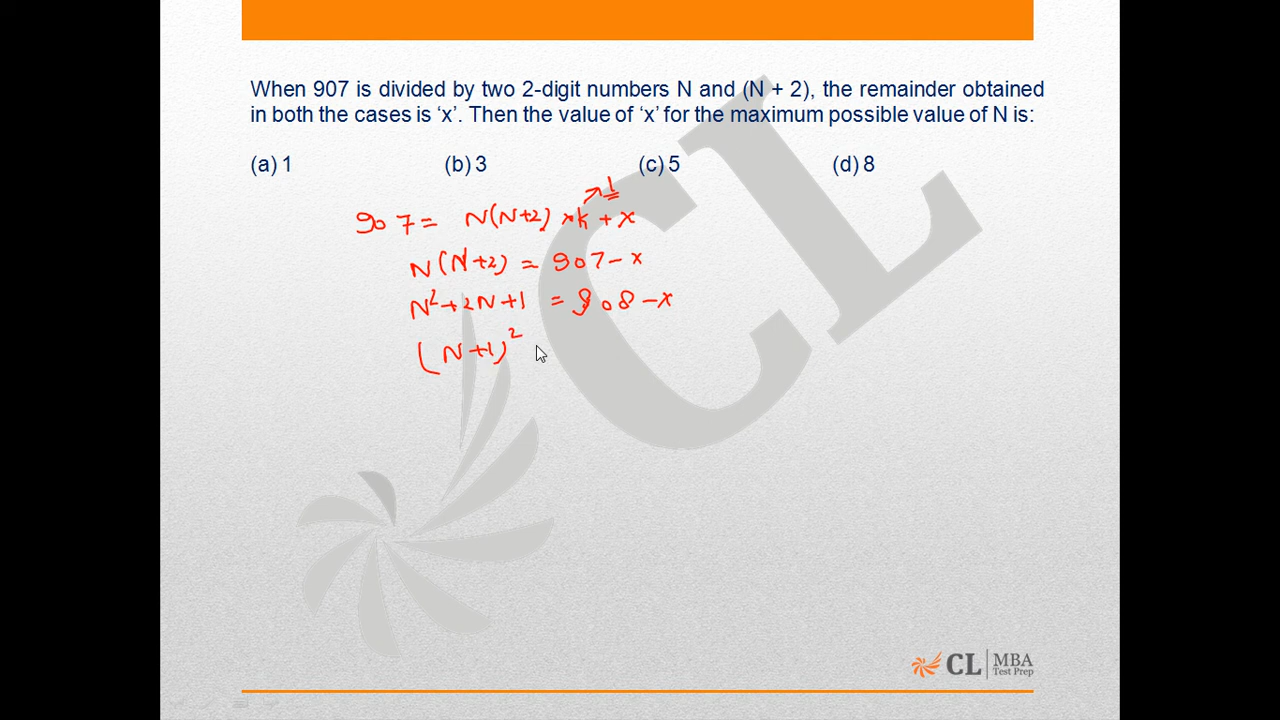 When 907 is divided by two 2-digit numbers N and (N + 2), the remainder obtained
in both the cases is ‘x’. Then the value of ‘x’ for the maximum possible value of N is:
(a) 1 (b) 3 (c) 5 (d) 8
1
907 = N(N+2) × k + x
N(N+2) = 907 - x
N² + 2N + 1 = 908 - x
(N+1)²
CL
CL MBA
Test Prep